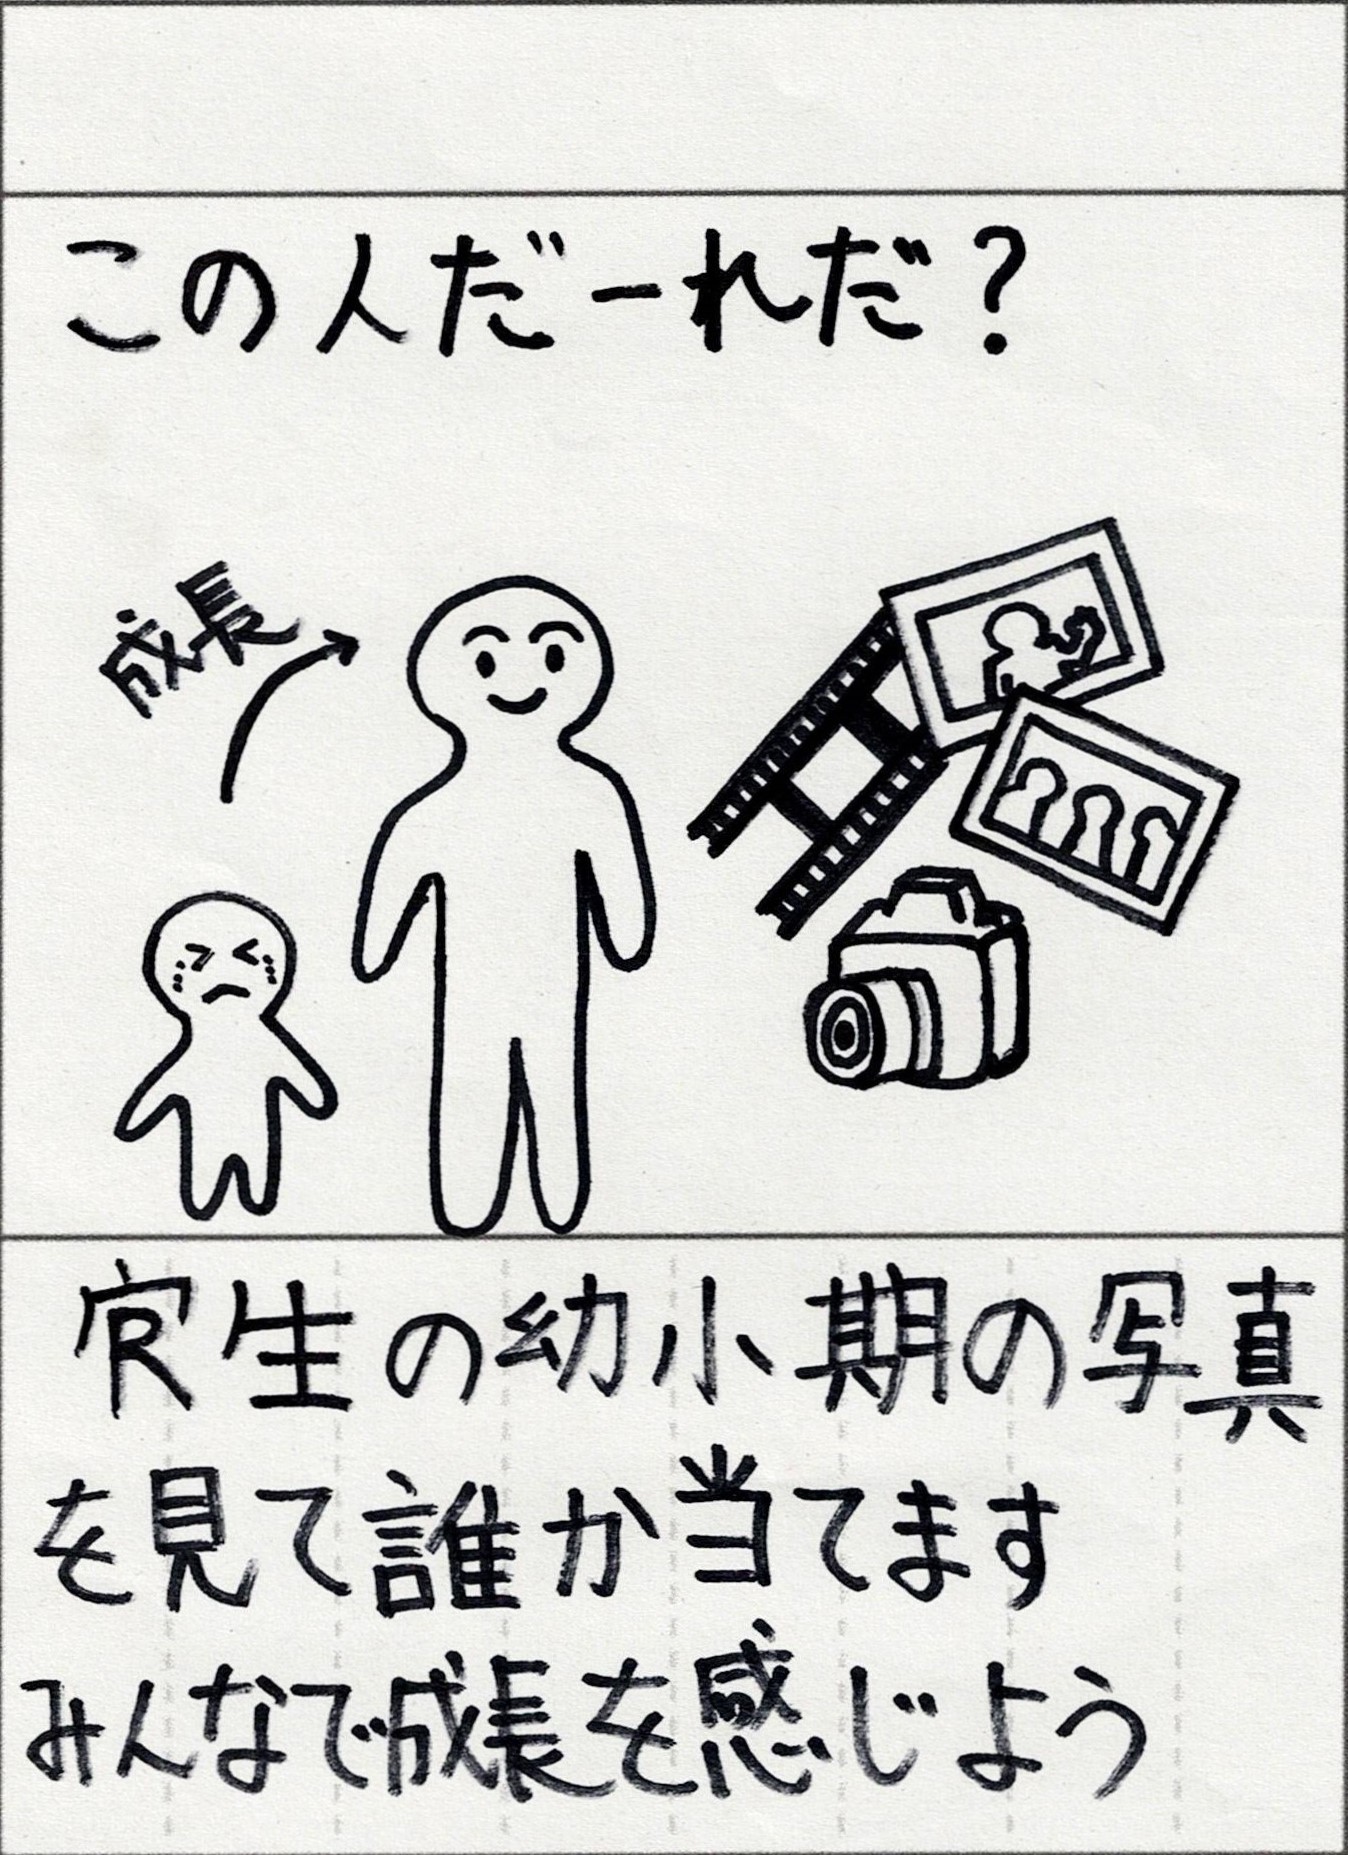 この人だーれだ？
成長
寮生の幼小期の写真
を見て誰か当てます
みんなで成長を感じよう